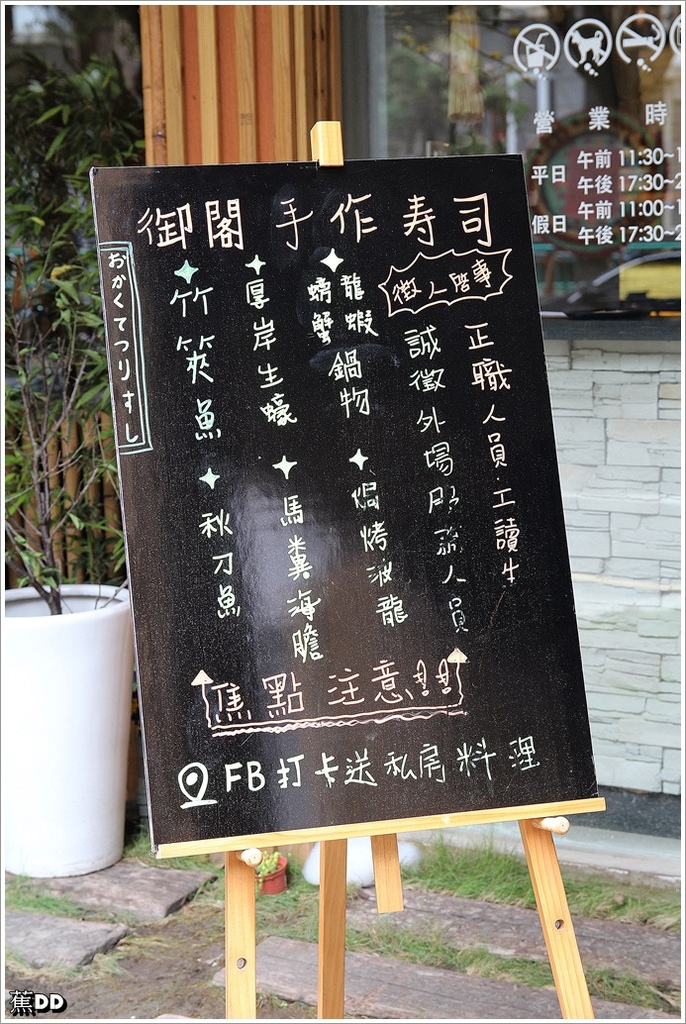 御閣手作寿司
おかくてつりすし
竹筴魚
秋刀魚
厚岸生蠔
馬糞海膽
龍蝦
螃蟹
鍋物
焗烤波龍
徵人啓事
誠徵外場服務人員
正職人員·工讀生
焦點注意!!
FB打卡送私房料理
營業時
平日
午前 11:30~1
午後 17:30~2
假日
午前 11:00~1
午後 17:30~2
蕉DD